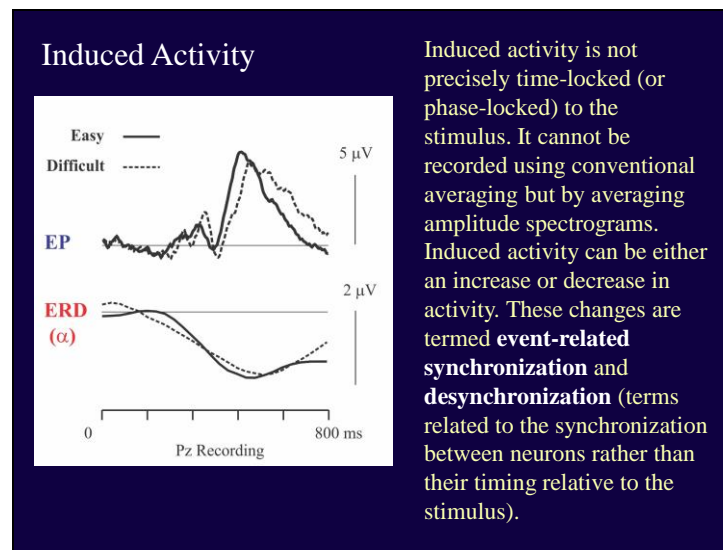 Induced Activity
Easy
Difficult
5 μV
EP
2 μV
ERD
(α)
0
800 ms
Pz Recording
Induced activity is not
precisely time-locked (or
phase-locked) to the
stimulus. It cannot be
recorded using conventional
averaging but by averaging
amplitude spectrograms.
Induced activity can be either
an increase or decrease in
activity. These changes are
termed event-related
synchronization and
desynchronization (terms
related to the synchronization
between neurons rather than
their timing relative to the
stimulus).